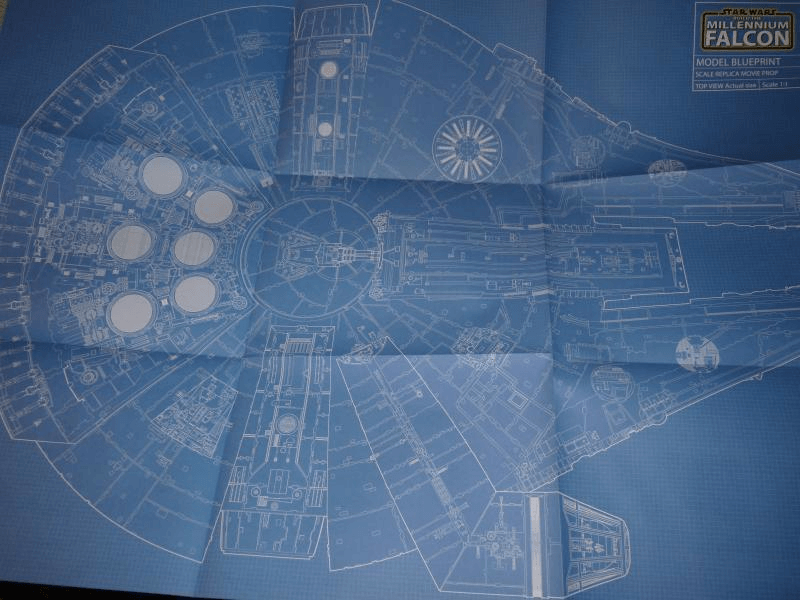 STAR WARS
BUILD THE
MILLENNIUM
FALCON
MODEL BLUEPRINT
SCALE REPLICA MOVIE PROP
TOP VIEW Actual size Scale 1:1